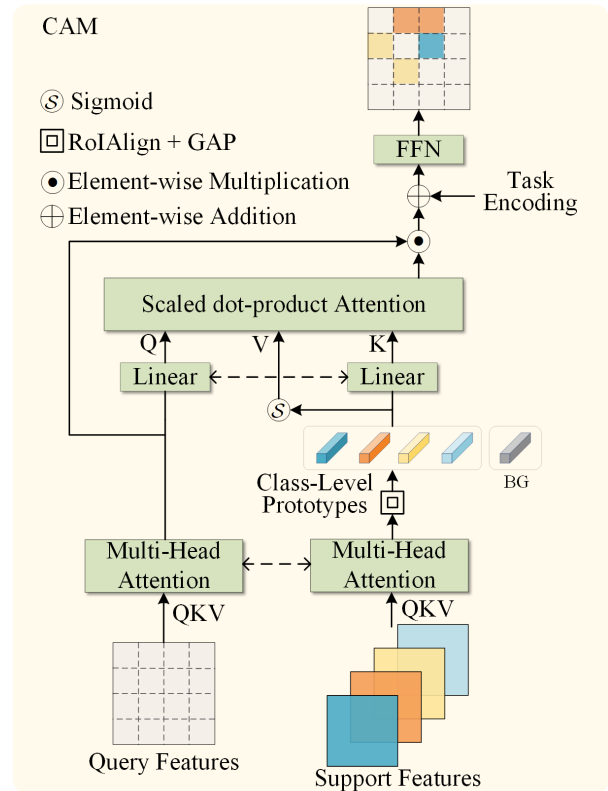 CAM
S Sigmoid
RoIAlign + GAP
Element-wise Multiplication
Element-wise Addition
FFN
Task
Encoding
Scaled dot-product Attention
Q
V
K
Linear
Linear
S
Class-Level
Prototypes
BG
Multi-Head
Attention
Multi-Head
Attention
QKV
QKV
Query Features
Support Features